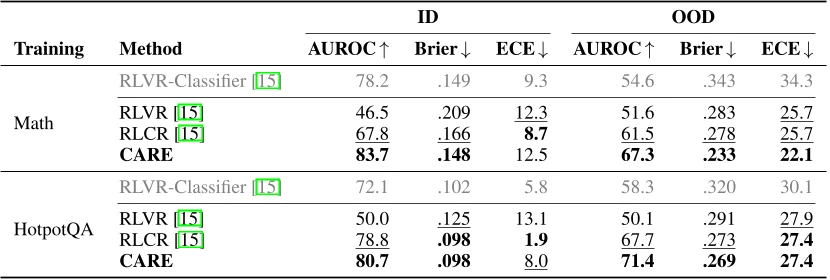 ID OOD
Training Method AUROC↑ Brier↓ ECE↓ AUROC↑ Brier↓ ECE↓
RLVR-Classifier [15] 78.2 .149 9.3 54.6 .343 34.3
Math
RLVR [15] 46.5 .209 12.3 51.6 .283 25.7
RLCR [15] 67.8 .166 8.7 61.5 .278 25.7
CARE 83.7 .148 12.5 67.3 .233 22.1
RLVR-Classifier [15] 72.1 .102 5.8 58.3 .320 30.1
HotpotQA
RLVR [15] 50.0 .125 13.1 50.1 .291 27.9
RLCR [15] 78.8 .098 1.9 67.7 .273 27.4
CARE 80.7 .098 8.0 71.4 .269 27.4